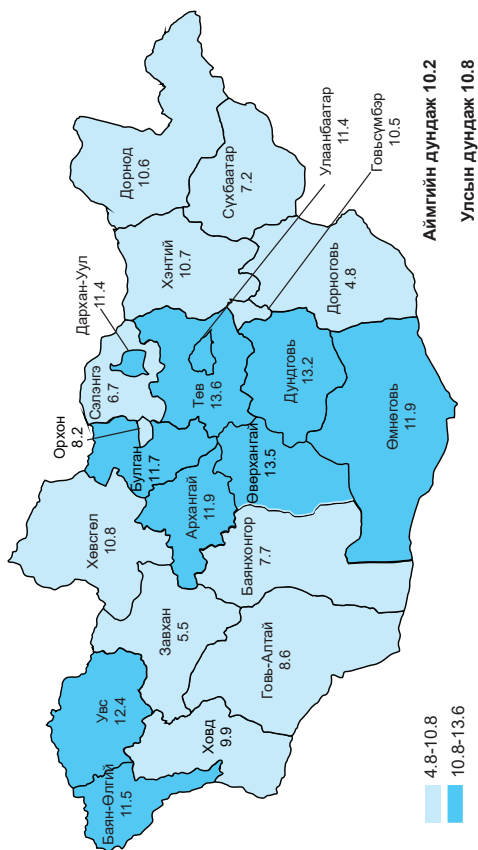 Дорнод
10.6
Сүхбаатар
7.2
Улаанбаатар
11.4
Говьсүмбэр
10.5
Хэнтий
10.7
Дорноговь
4.8
Дархан-Уул
11.4
Сэлэнгэ
6.7
Төв
13.6
Дундговь
13.2
Өмнөговь
11.9
Орхон
8.2
Булган
11.7
Өвөрхангай
13.5
Архангай
11.9
Хөвсгөл
10.8
Баянхонгор
7.7
Завхан
5.5
Говь-Алтай
8.6
Увс
12.4
Ховд
9.9
Баян-Өлгий
11.5
Аймгийн дундаж 10.2
Улсын дундаж 10.8
4.8-10.8
10.8-13.6